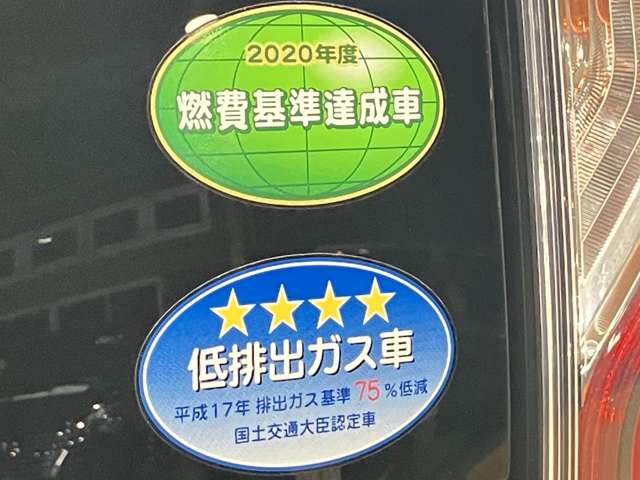 2020年度
燃費基準達成車
低排出ガス車
平成17年 排出ガス基準75%低減
国土交通大臣認定車